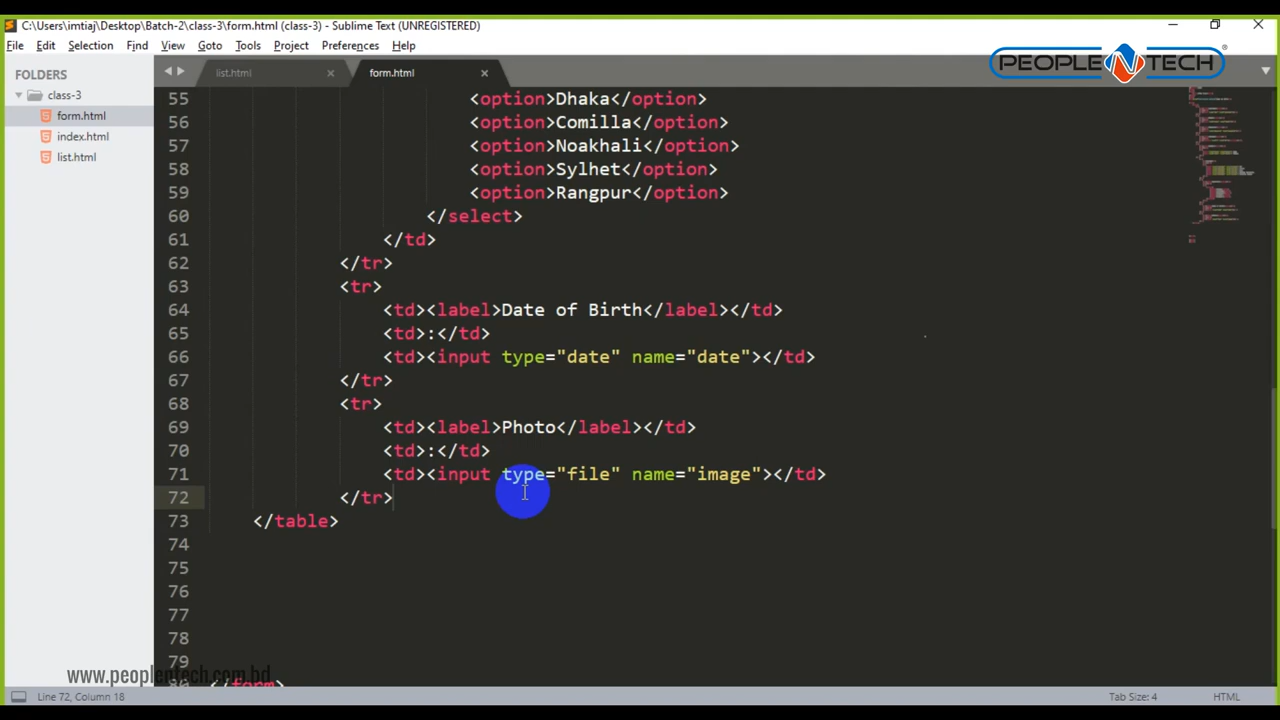 C:\Users\imtiaj\Desktop\Batch-2\class-3\form.html (class-3) - Sublime Text (UNREGISTERED)
File Edit Selection Find View Goto Tools Project Preferences Help
PEOPLE N TECH ®
FOLDERS
class-3
form.html
index.html
list.html
list.html × form.html ×
55 <option>Dhaka</option>
56 <option>Comilla</option>
57 <option>Noakhali</option>
58 <option>Sylhet</option>
59 <option>Rangpur</option>
60 </select>
61 </td>
62 </tr>
63 <tr>
64 <td><label>Date of Birth</label></td>
65 <td>:</td>
66 <td><input type="date" name="date"></td>
67 </tr>
68 <tr>
69 <td><label>Photo</label></td>
70 <td>:</td>
71 <td><input type="file" name="image"></td>
72 </tr>
73 </table>
74
75
76
77
78
79
80 </form>
www.peoplentech.com.bd
Line 72, Column 18 Tab Size: 4 HTML